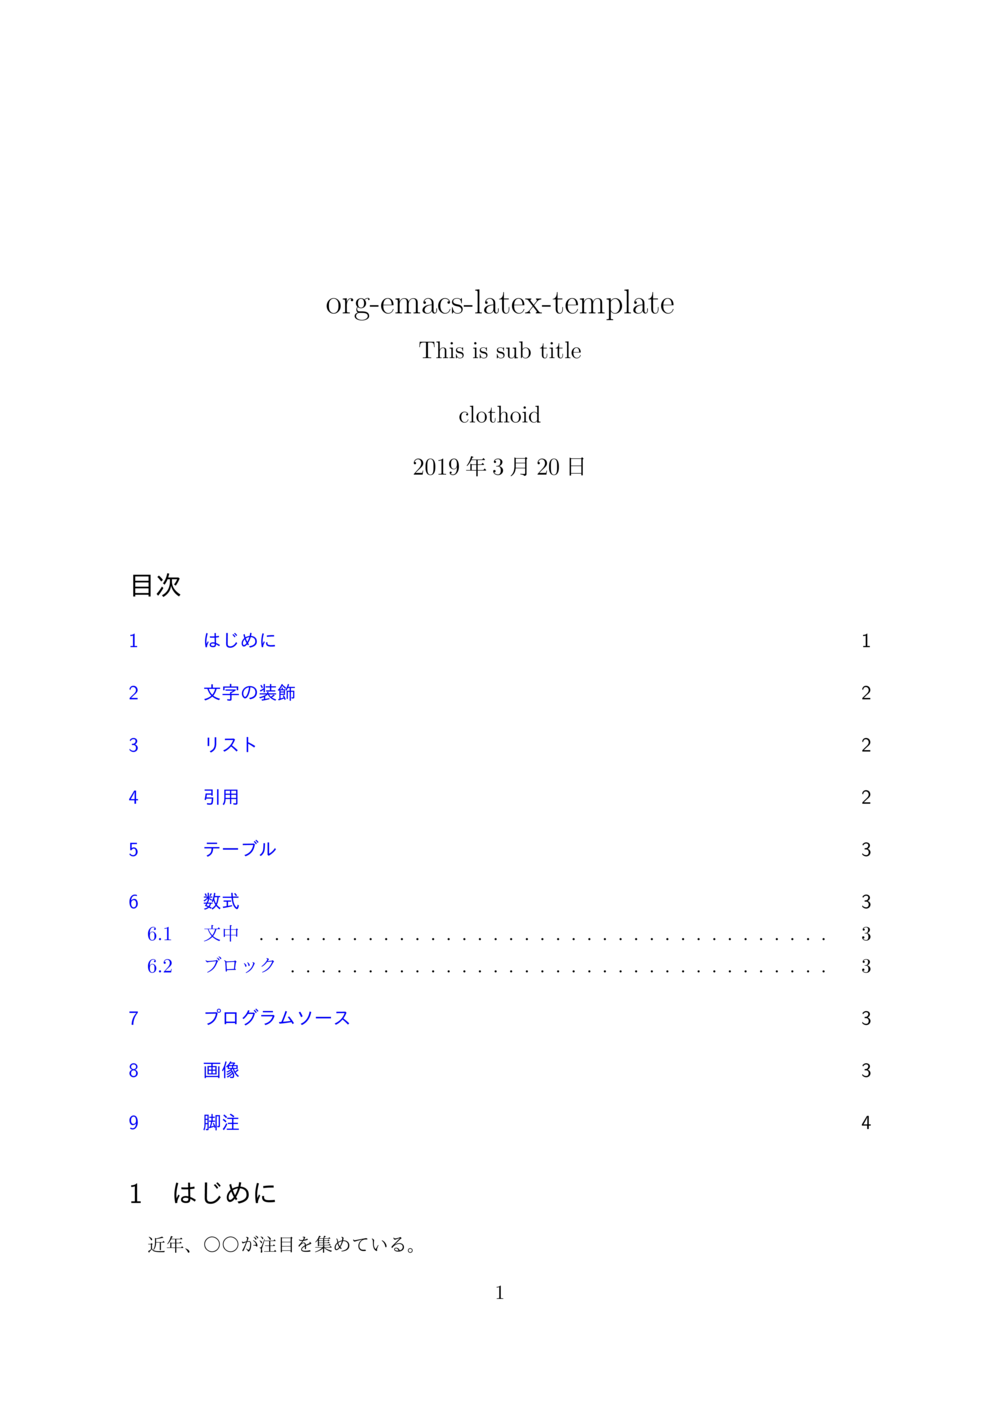 org-emacs-latex-template
This is sub title
clothoid
2019 年 3 月 20 日
目次
1 はじめに 1
2 文字の装飾 2
3 リスト 2
4 引用 2
5 テーブル 3
6 数式 3
6.1 文中 . . . . . . . . . . . . . . . . . . . . . . . . . . . . . . . . . . . . . 3
6.2 ブロック . . . . . . . . . . . . . . . . . . . . . . . . . . . . . . . . . . . 3
7 プログラムソース 3
8 画像 3
9 脚注 4
1 はじめに
近年、○○が注目を集めている。
1